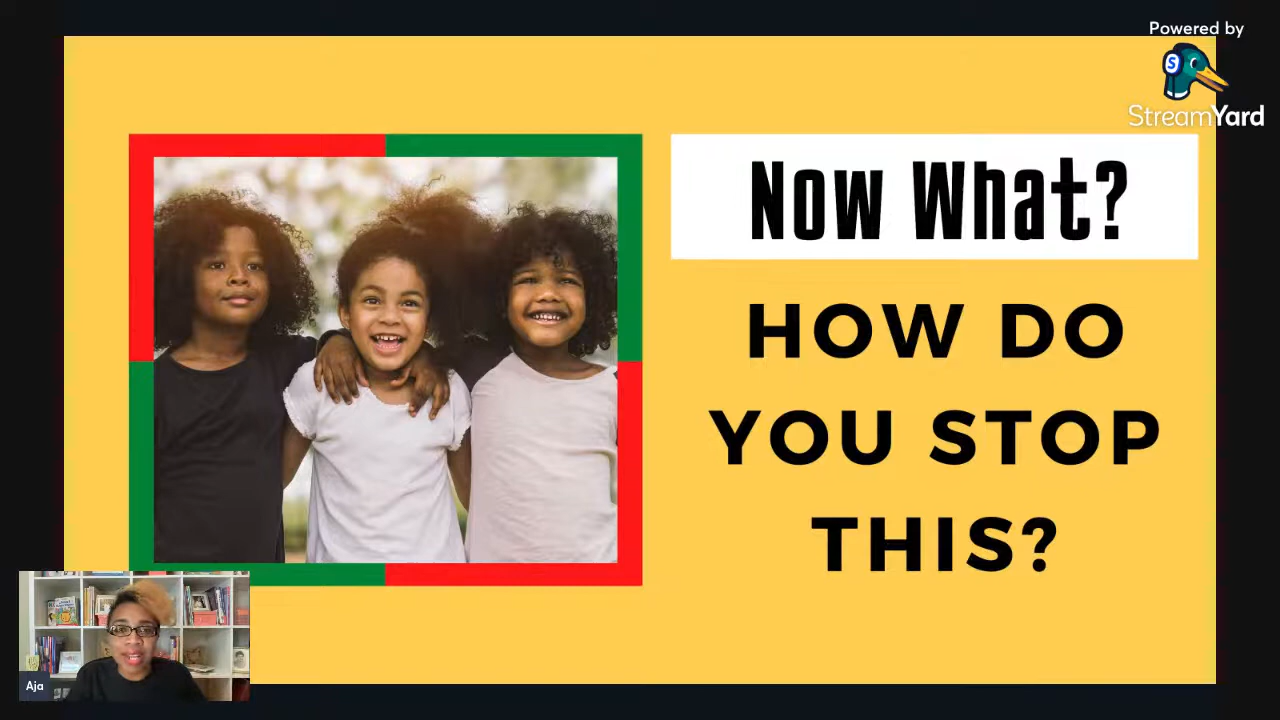 Powered by
StreamYard
Now What?
HOW DO
YOU STOP
THIS?
Aja